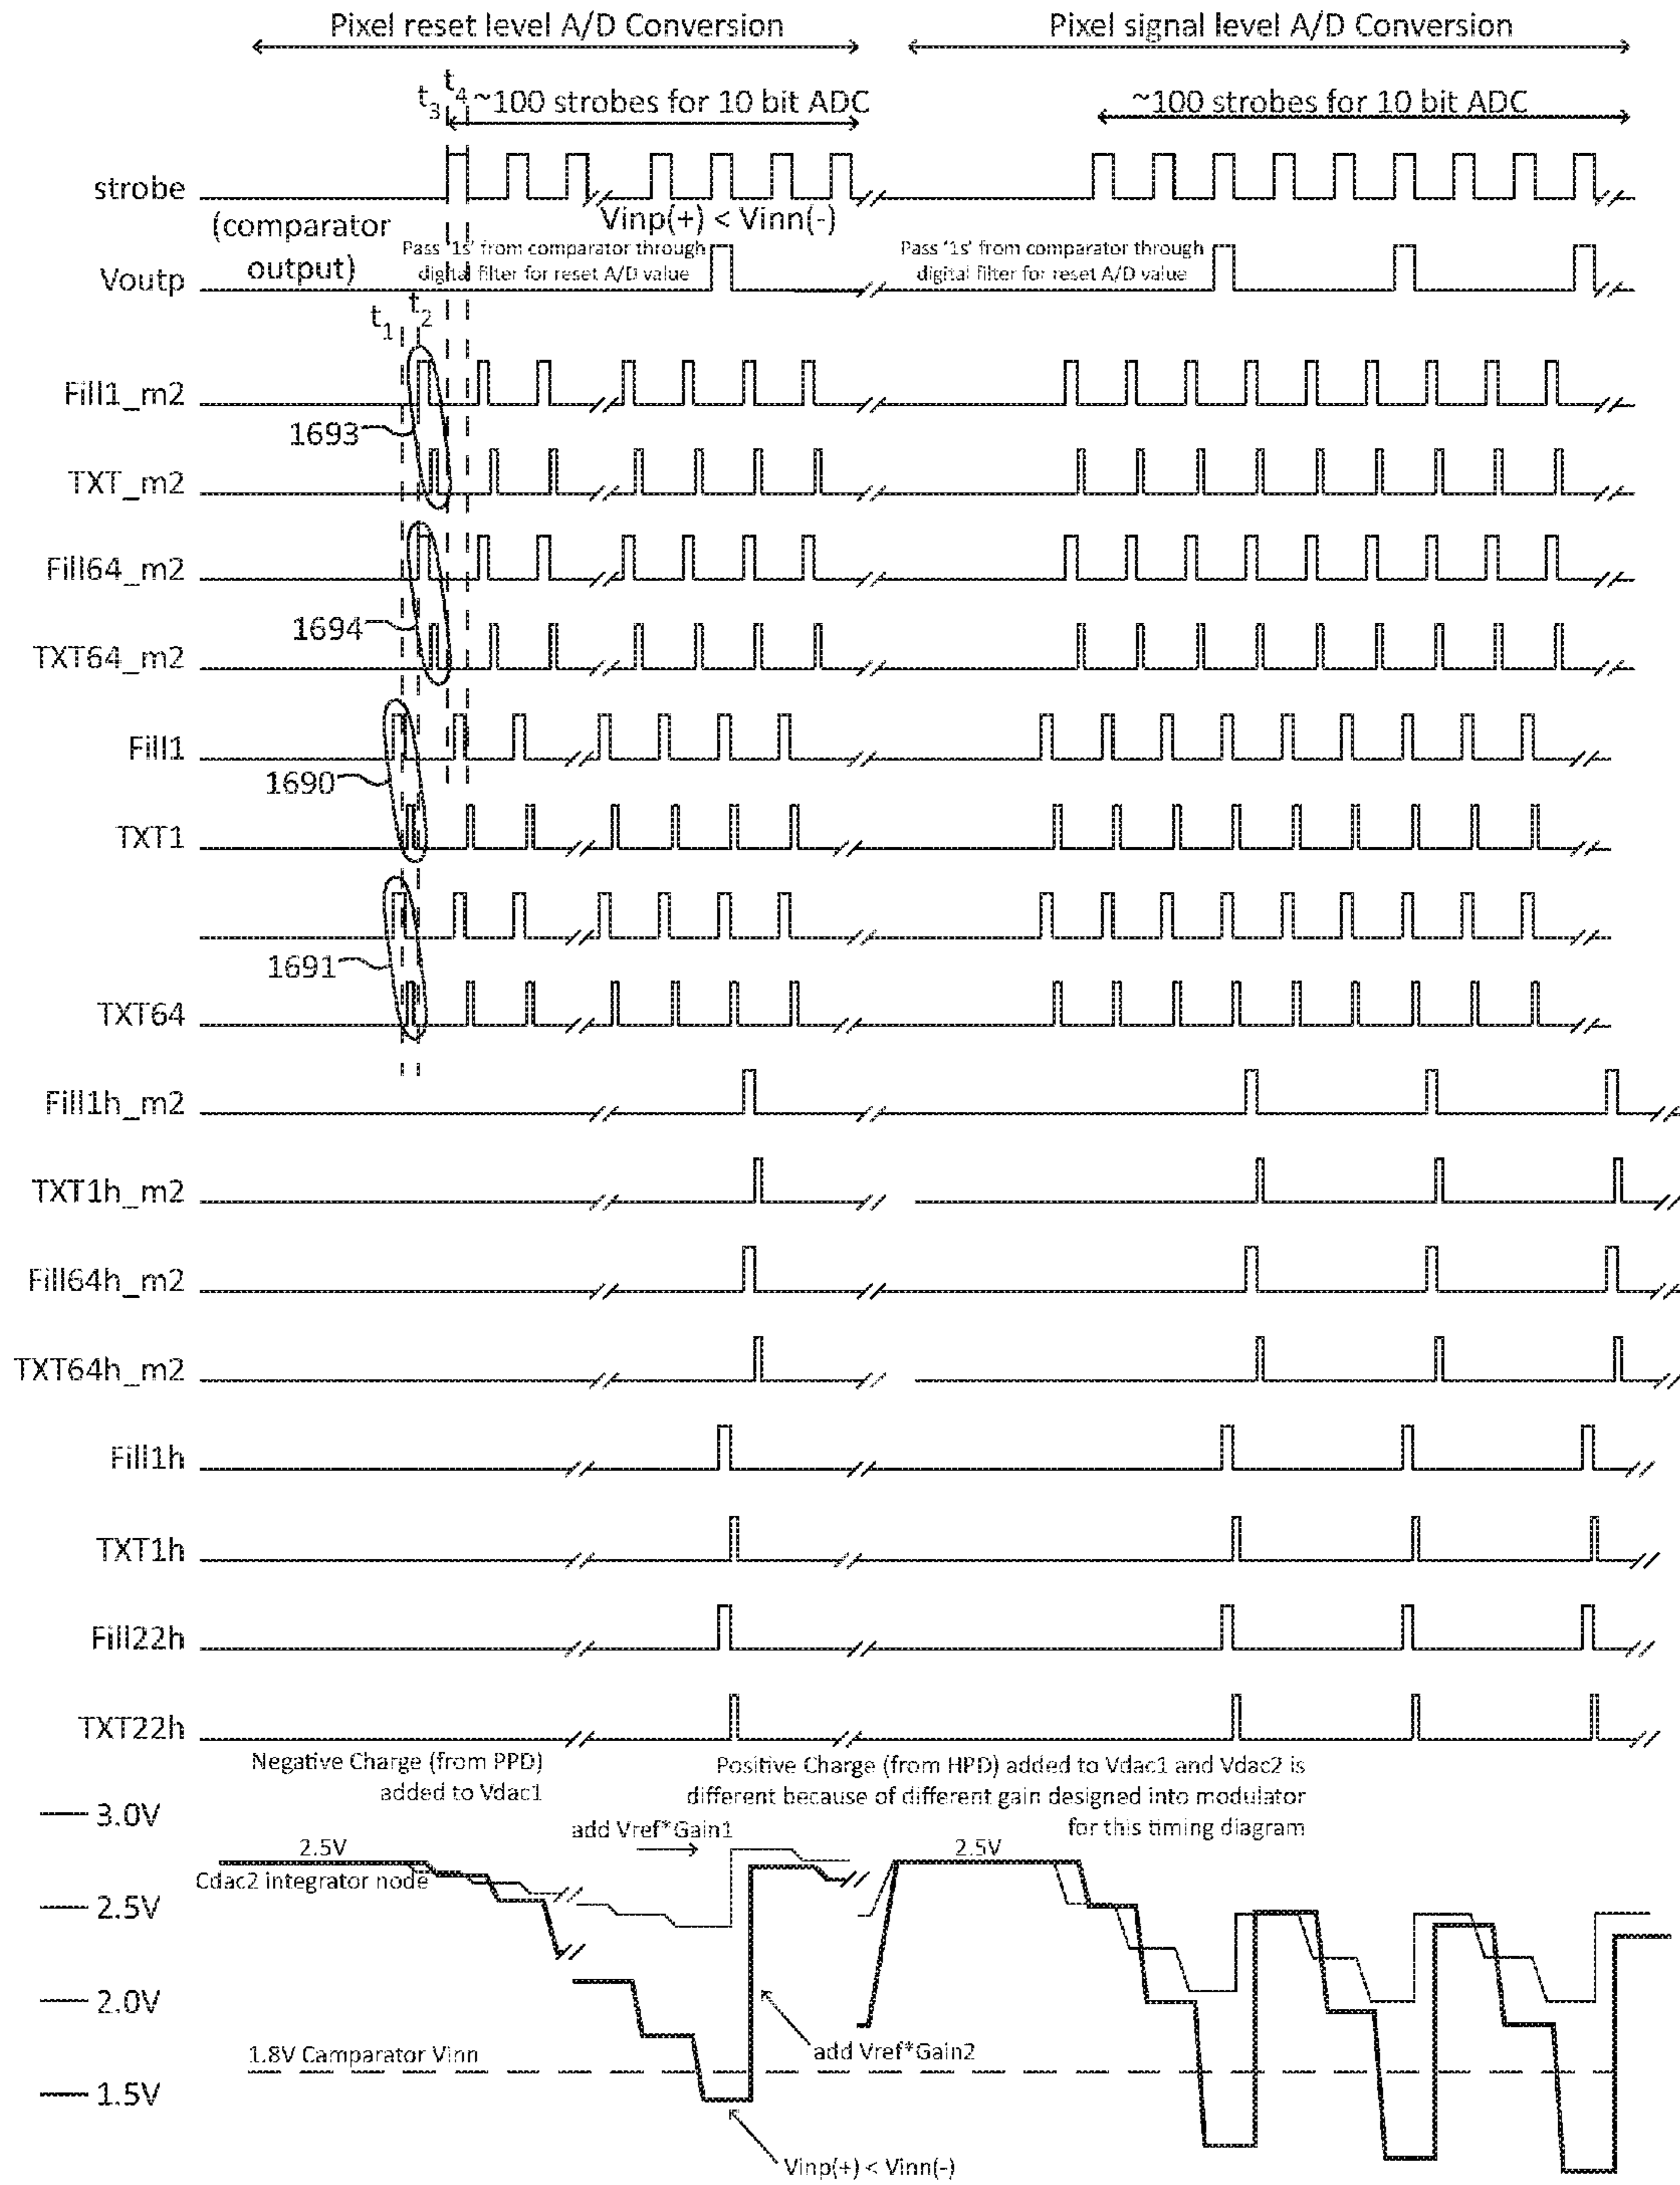 Pixel reset level A/D Conversion
Pixel signal level A/D Conversion
t3
t4
~100 strobes for 10 bit ADC
~100 strobes for 10 bit ADC
strobe
(comparator
output)
Vinp(+) < Vinn(-)
Pass '1s' from comparator through
digital filter for reset A/D value
Pass '1s' from comparator through
digital filter for reset A/D value
Voutp
t1
t2
Fill1_m2
1693
TXT_m2
Fill64_m2
1694
TXT64_m2
Fill1
1690
TXT1
1691
TXT64
Fill1h_m2
TXT1h_m2
Fill64h_m2
TXT64h_m2
Fill1h
TXT1h
Fill22h
TXT22h
Negative Charge (from PPD)
added to Vdac1
Positive Charge (from HPD) added to Vdac1 and Vdac2 is
different because of different gain designed into modulator
for this timing diagram
3.0V
add Vref*Gain1
2.5V
2.5V
Cdac2 integrator node
2.5V
2.0V
add Vref*Gain2
1.8V Camparator Vinn
1.5V
Vinp(+) < Vinn(-)